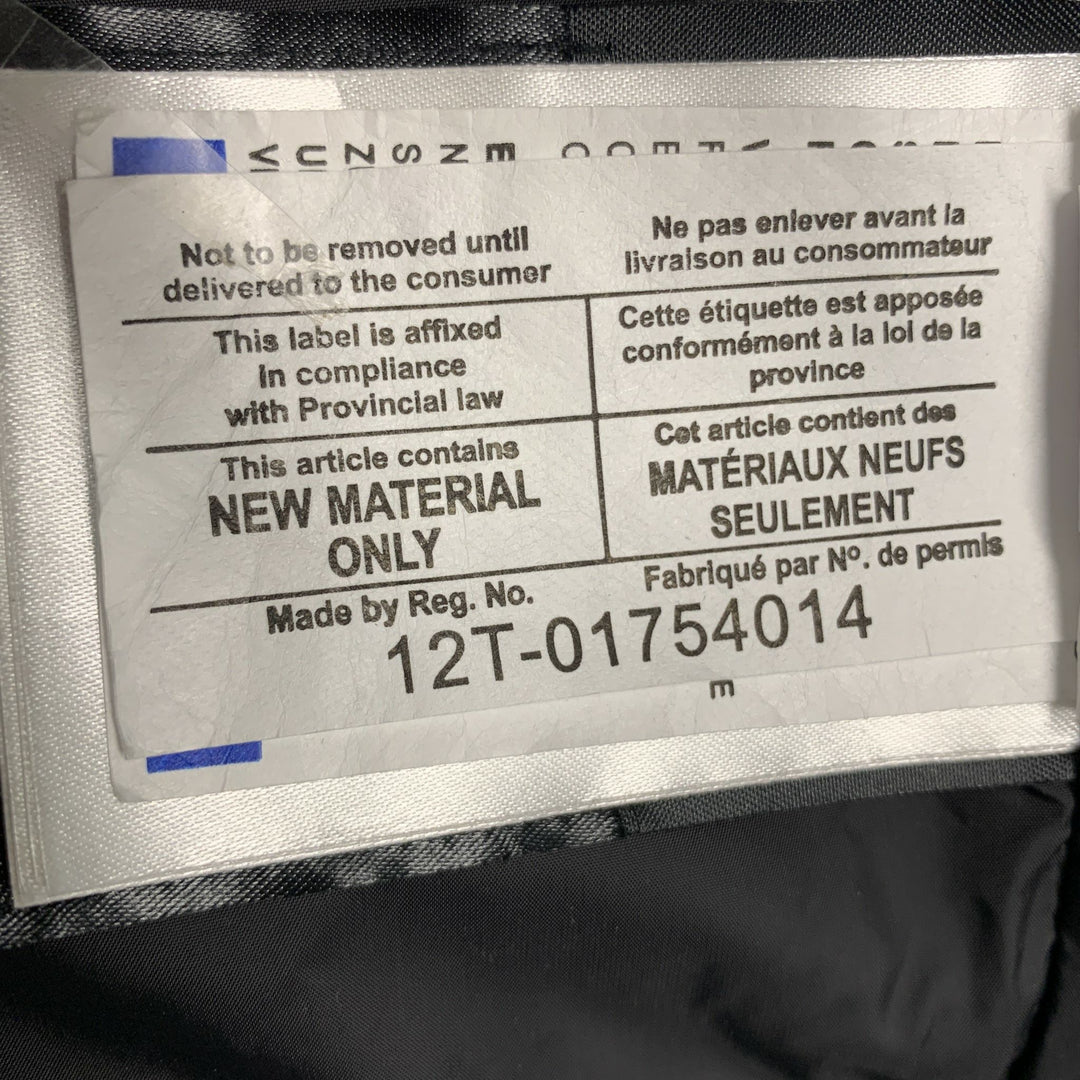 Not to be removed until
delivered to the consumer
Ne pas enlever avant la
livraison au consommateur
This label is affixed
in compliance
with Provincial law
Cette étiquette est apposée
conformément à la loi de la
province
This article contains
NEW MATERIAL
ONLY
Cet article contient des
MATÉRIAUX NEUFS
SEULEMENT
Made by Reg. No.
Fabriqué par Nº. de permis
12T-01754014
E